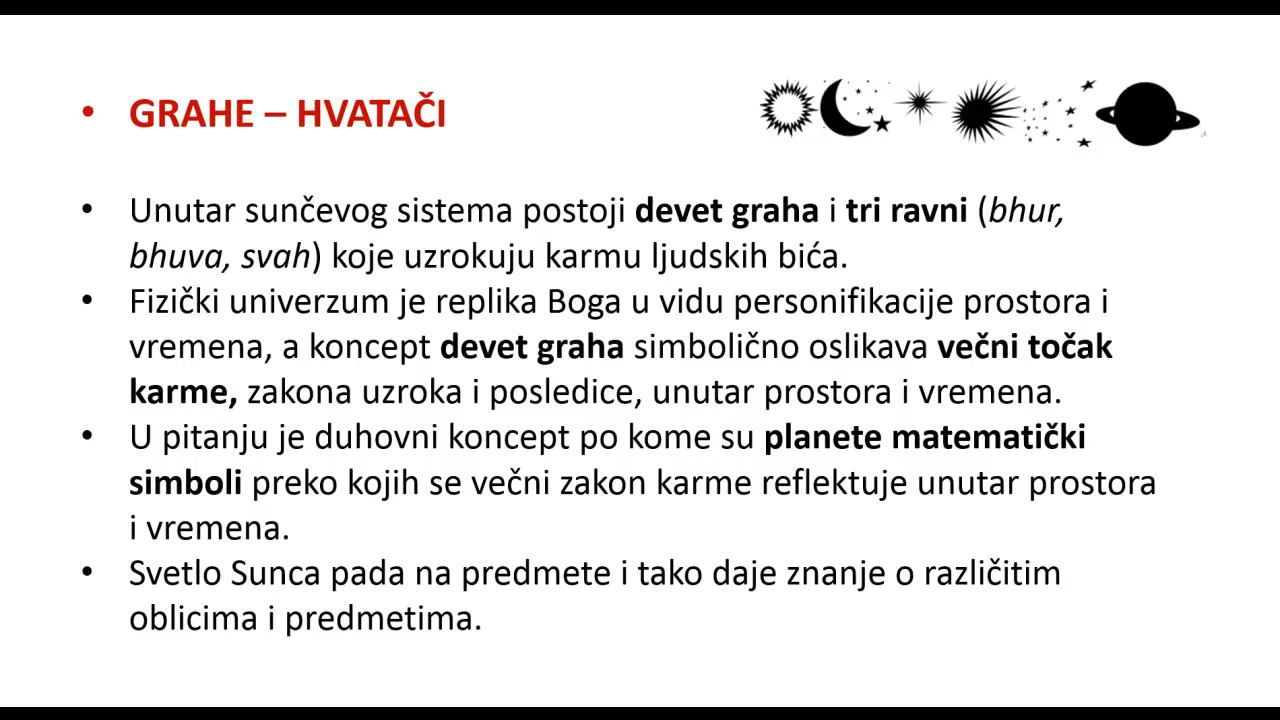 • GRAHE – HVATAČI
• Unutar sunčevog sistema postoji devet graha i tri ravni (bhur,
bhuva, svah) koje uzrokuju karmu ljudskih bića.
• Fizički univerzum je replika Boga u vidu personifikacije prostora i
vremena, a koncept devet graha simbolično oslikava večni točak
karme, zakona uzroka i posledice, unutar prostora i vremena.
• U pitanju je duhovni koncept po kome su planete matematički
simboli preko kojih se večni zakon karme reflektuje unutar prostora
i vremena.
• Svetlo Sunca pada na predmete i tako daje znanje o različitim
oblicima i predmetima.